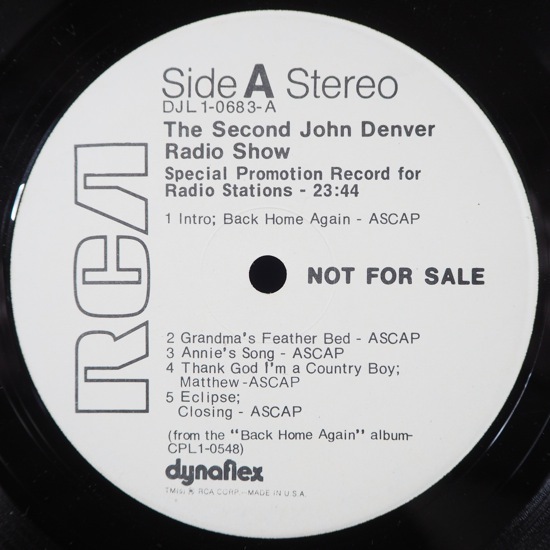 Side A Stereo
DJL1-0683-A
The Second John Denver
Radio Show
Special Promotion Record for
Radio Stations - 23:44
1 Intro; Back Home Again - ASCAP
RCA
NOT FOR SALE
2 Grandma's Feather Bed - ASCAP
3 Annie's Song - ASCAP
4 Thank God I'm a Country Boy;
Matthew -ASCAP
5 Eclipse;
Closing - ASCAP
(from the "Back Home Again" album-
CPL1-0548)
dynaflex
TM(s) ® RCA CORP.—MADE IN U.S.A.